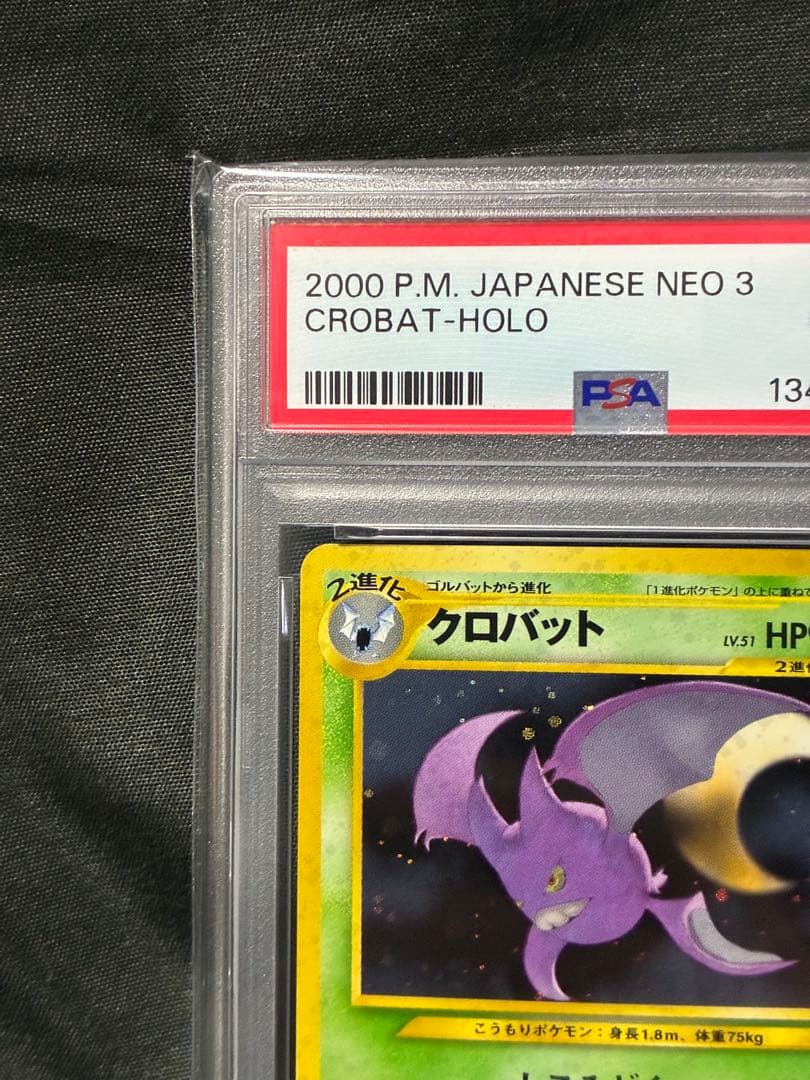 2000 P.M. JAPANESE NEO 3
CROBAT-HOLO
PSA
2進化
ゴルバットから進化
「1進化ポケモン」の上に重ねて
クロバット
LV.51
こうもりポケモン:身長1.8m、体重75kg